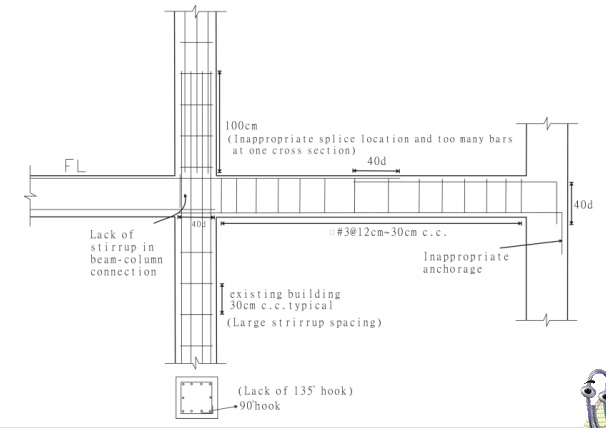 100cm
(Inappropriate splice location and too many bars
at one cross section)
40d
FL
40d
40d
□#3@12cm~30cm c.c.
Lack of
stirrup in
beam-column
connection
Inappropriate
anchorage
existing building
30cm c.c.typical
(Large strirrup spacing)
(Lack of 135° hook)
90°hook